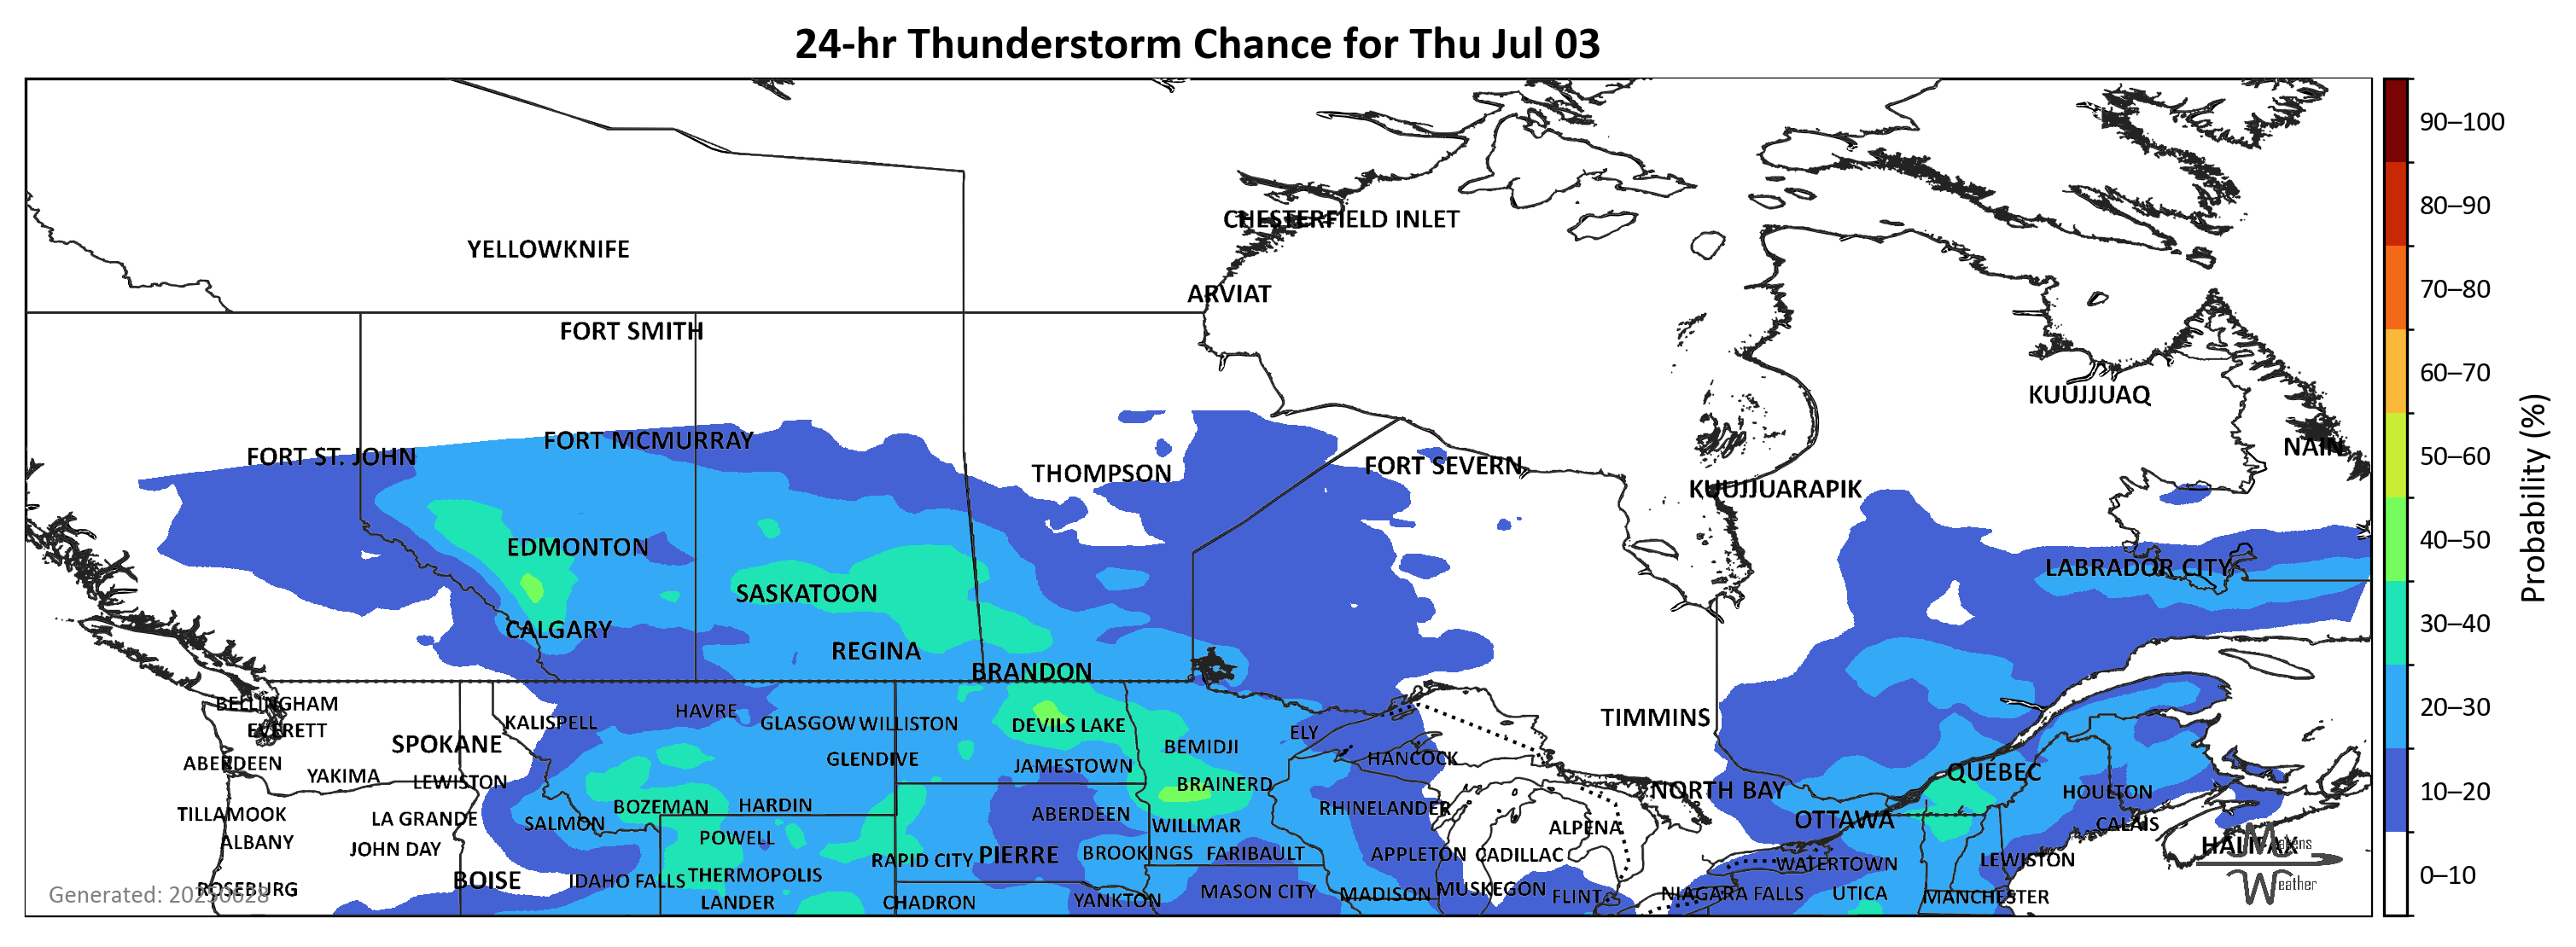 24-hr Thunderstorm Chance for Thu Jul 03
90–100
80–90
CHESTERFIELD INLET
YELLOWKNIFE
70–80
ARVIAT
FORT SMITH
60–70
KUUJJUAQ
FORT MCMURRAY
NAIN
FORT ST. JOHN
50–60
THOMPSON
FORT SEVERN
KUUJJUARAPIK
Probability (%)
EDMONTON
40–50
LABRADOR CITY
SASKATOON
CALGARY
30–40
REGINA
BRANDON
BELLINGHAM
HAVRE
20–30
KALISPELL
GLASGOW WILLISTON
DEVILS LAKE
TIMMINS
EVERETT
ELY
SPOKANE
BEMIDJI
GLENDIVE
HANCOCK
ABERDEEN
JAMESTOWN
QUÉBEC
YAKIMA
LEWISTON
BRAINERD
NORTH BAY
HOULTON
10–20
BOZEMAN
HARDIN
RHINELANDER
TILLAMOOK
LA GRANDE
SALMON
ABERDEEN
WILLMAR
ALPENA
OTTAWA
CALAIS
ALBANY
POWELL
JOHN DAY
RAPID CITY
PIERRE
BROOKINGS
FARIBAULT
APPLETON
CADILLAC
WATERTOWN
LEWISTON
HALIFAX
Makens
Weather
BOISE
IDAHO FALLS
THERMOPOLIS
0–10
ROSEBURG
Generated: 20250628
LANDER
CHADRON
YANKTON
MASON CITY
MADISON
MUSKEGON
FLINT
NIAGARA FALLS
UTICA
MANCHESTER